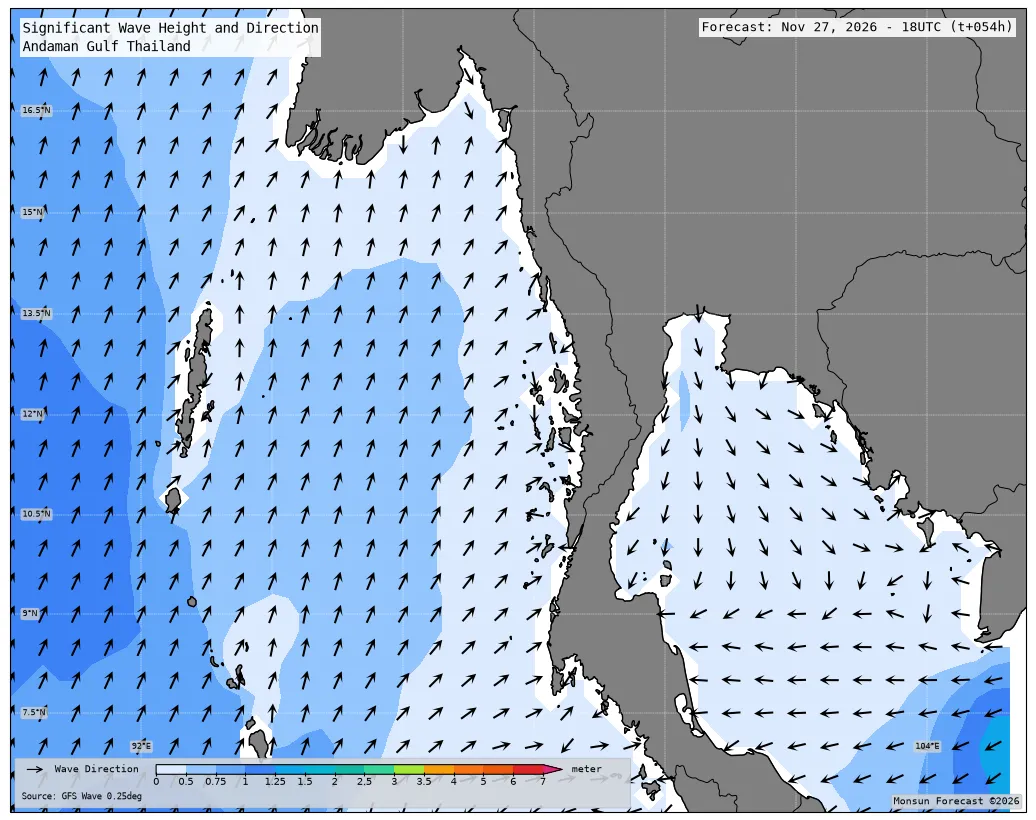 Significant Wave Height and Direction
Andaman Gulf Thailand
Forecast: Nov 27, 2026 - 18UTC (t+054h)
16.5°N
15°N
13.5°N
12°N
10.5°N
9°N
7.5°N
92°E
104°E
Wave Direction
meter
0.5 0.75 1 1.25 1.5 2 2.5 3 3.5 4 5 6 7
Source: GFS Wave 0.25deg
Monsun Forecast ©2026